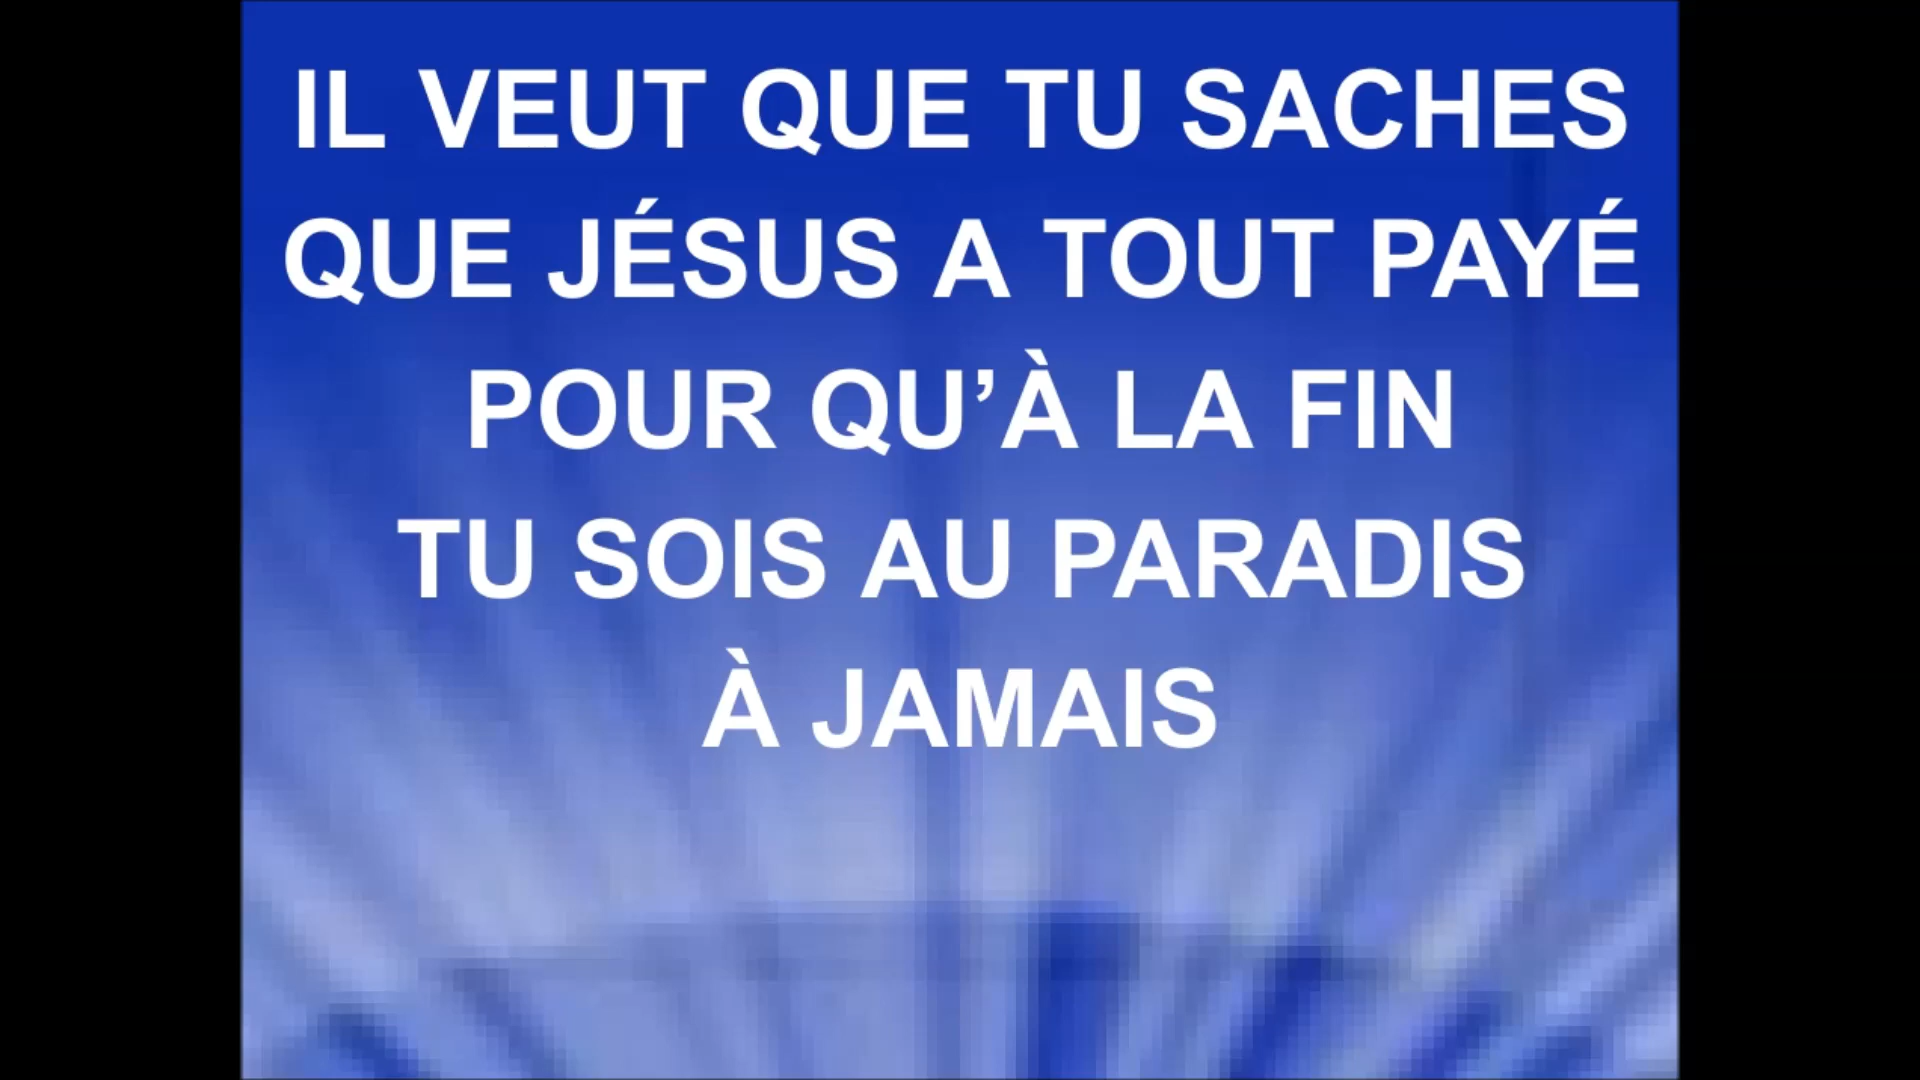 IL VEUT QUE TU SACHES
QUE JÉSUS A TOUT PAYÉ
POUR QU’À LA FIN
TU SOIS AU PARADIS
À JAMAIS